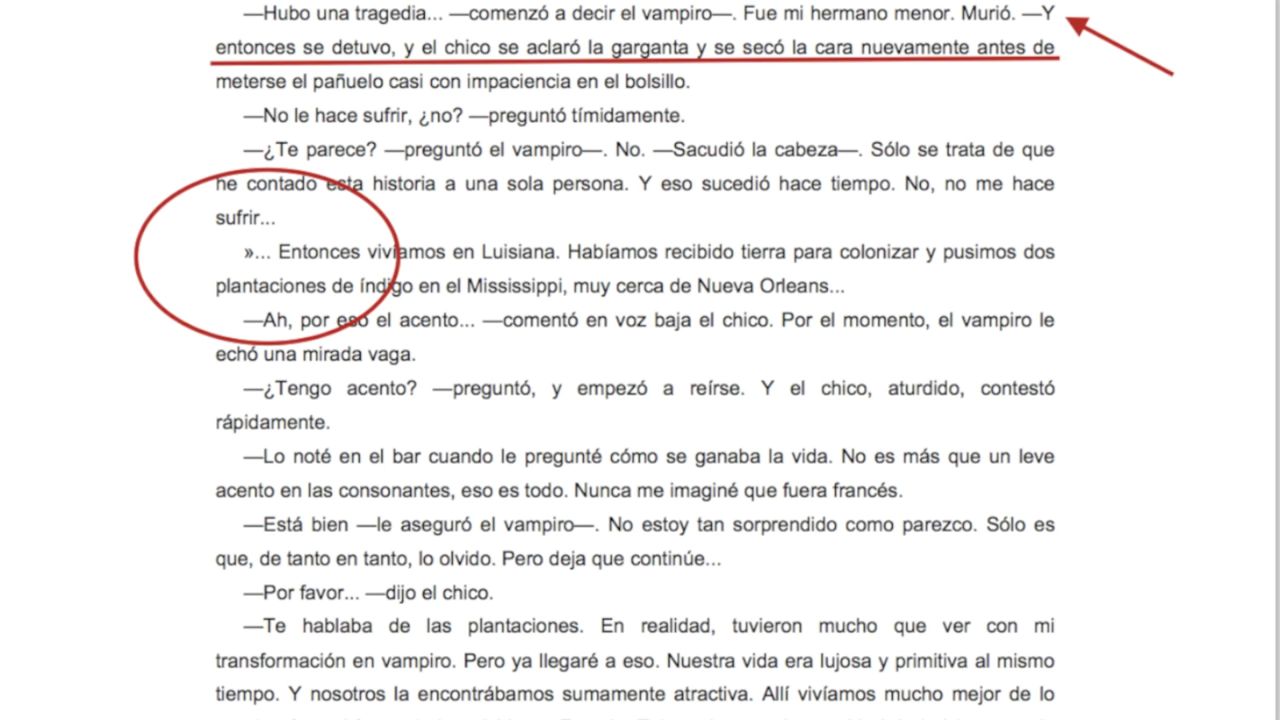 —Hubo una tragedia... —comenzó a decir el vampiro—. Fue mi hermano menor. Murió. —Y
entonces se detuvo, y el chico se aclaró la garganta y se secó la cara nuevamente antes de
meterse el pañuelo casi con impaciencia en el bolsillo.
—No le hace sufrir, ¿no? —preguntó tímidamente.
—¿Te parece? —preguntó el vampiro—. No. —Sacudió la cabeza—. Sólo se trata de que
he contado esta historia a una sola persona. Y eso sucedió hace tiempo. No, no me hace
sufrir...
»... Entonces vivíamos en Luisiana. Habíamos recibido tierra para colonizar y pusimos dos
plantaciones de índigo en el Mississippi, muy cerca de Nueva Orleans...
—Ah, por eso el acento... —comentó en voz baja el chico. Por el momento, el vampiro le
echó una mirada vaga.
—¿Tengo acento? —preguntó, y empezó a reírse. Y el chico, aturdido, contestó
rápidamente.
—Lo noté en el bar cuando le pregunté cómo se ganaba la vida. No es más que un leve
acento en las consonantes, eso es todo. Nunca me imaginé que fuera francés.
—Está bien —le aseguró el vampiro—. No estoy tan sorprendido como parezco. Sólo es
que, de tanto en tanto, lo olvido. Pero deja que continúe...
—Por favor... —dijo el chico.
—Te hablaba de las plantaciones. En realidad, tuvieron mucho que ver con mi
transformación en vampiro. Pero ya llegaré a eso. Nuestra vida era lujosa y primitiva al mismo
tiempo. Y nosotros la encontrábamos sumamente atractiva. Allí vivíamos mucho mejor de lo